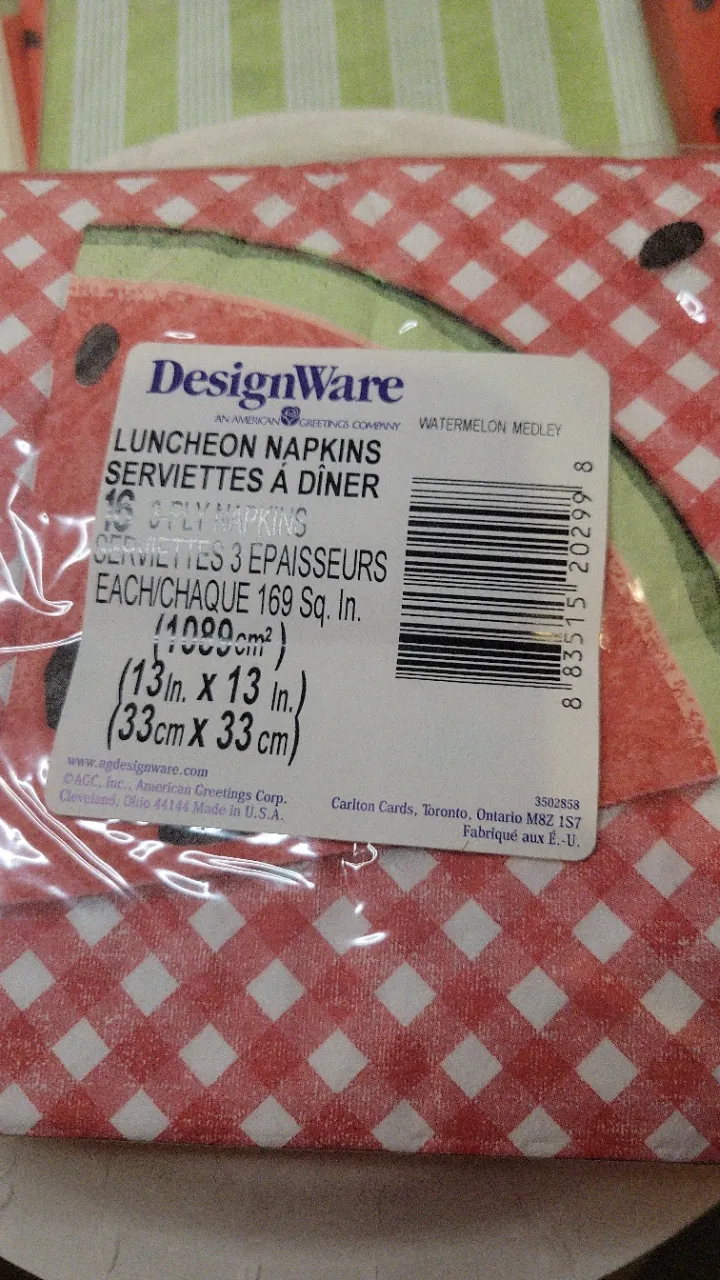 DesignWare
AN AMERICAN GREETINGS COMPANY
WATERMELON MEDLEY
LUNCHEON NAPKINS
SERVIETTES Á DÎNER
16 3-PLY NAPKINS
SERVIETTES 3 EPAISSEURS
EACH/CHAQUE 169 Sq. In.
(1089cm²)
(13In. X 13 In.)
(33cm X 33 cm)
8 83515 20299 8
www.agdesignware.com
©AGC, Inc., American Greetings Corp.
Cleveland, Ohio 44144 Made in U.S.A.
3502858
Carlton Cards, Toronto, Ontario M8Z 1S7
Fabriqué aux É.-U.